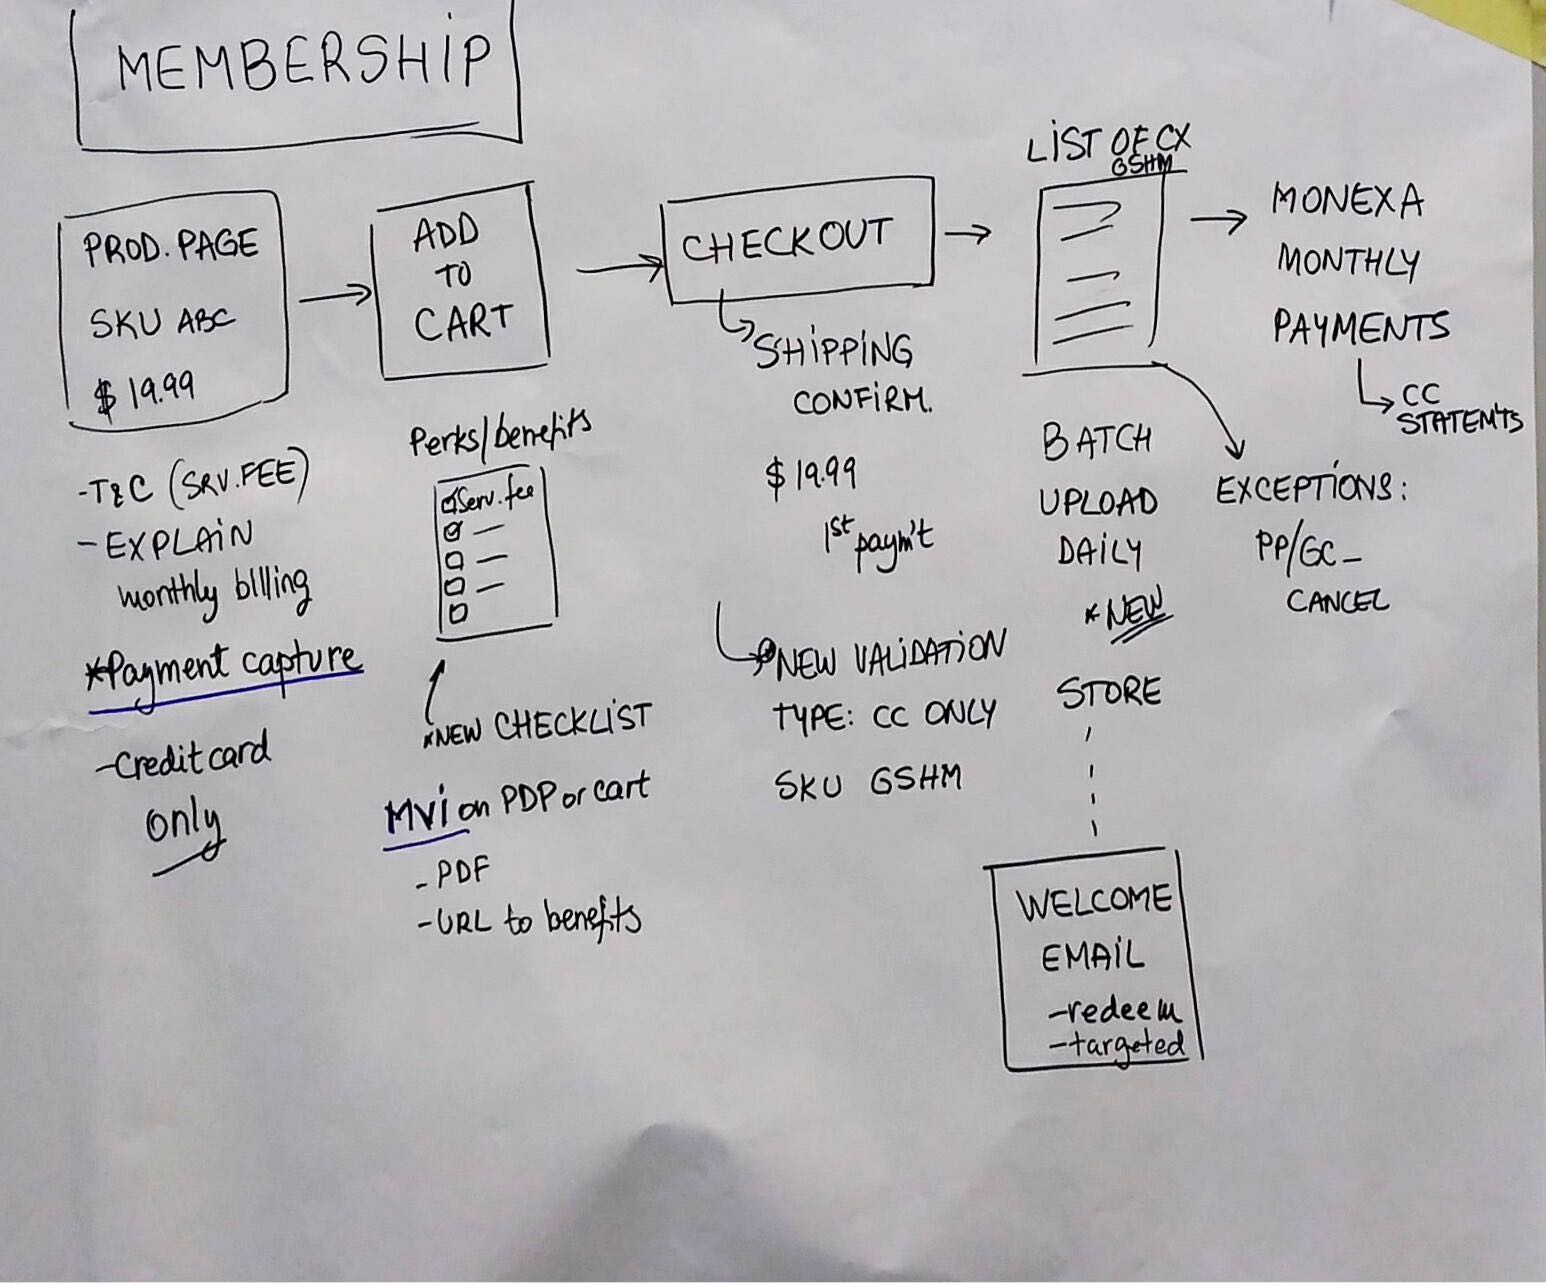 MEMBERSHIP
PROD. PAGE
SKU ABC
$ 19.99
- T&C (SRV. FEE)
- EXPLAIN
monthly billing
*Payment capture
- Credit card
only
ADD
TO
CART
Perks/benefits
Serv. fee
*NEW CHECKLIST
MVI on PDP or cart
- PDF
- URL to benefits
CHECKOUT
SHIPPING
CONFIRM.
$ 19.99
1st paym't
NEW VALIDATION
TYPE: CC ONLY
SKU GSHM
LIST OF CX
GSHM
BATCH
UPLOAD
DAILY
* NEW
STORE
WELCOME
EMAIL
- redeem
- targeted
MONEXA
MONTHLY
PAYMENTS
CC
STATEM'TS
EXCEPTIONS:
PP/GC -
CANCEL